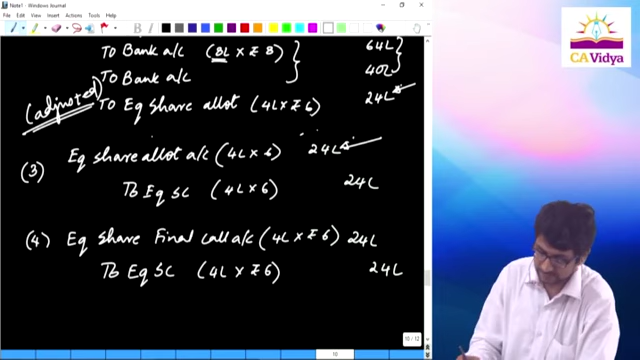 Note1 - Windows Journal
File Edit View Insert Actions Tools Help
To Bank a/c (8L x ₹ 8) 64L
To Bank a/c 40L
(adjusted) To Eq Share allot (4L x ₹ 6) 24L
(3) Eq share allot a/c (4L x 6) 24L
To Eq SC (4L x 6) 24L
(4) Eq Share Final call a/c (4L x ₹ 6) 24L
To Eq SC (4L x ₹ 6) 24L
10 / 12
10
CA Vidya